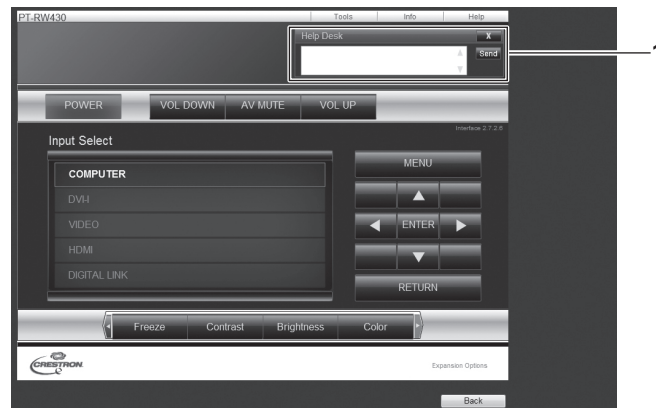 PT-RW430
Tools Info Help
Help Desk X
Send
1
POWER VOL DOWN AV MUTE VOL UP
Interface 2.7.2.8
Input Select
COMPUTER
DVI-I
VIDEO
HDMI
DIGITAL LINK
MENU
ENTER
RETURN
Freeze Contrast Brightness Color
CRESTRON
Expansion Options
Back